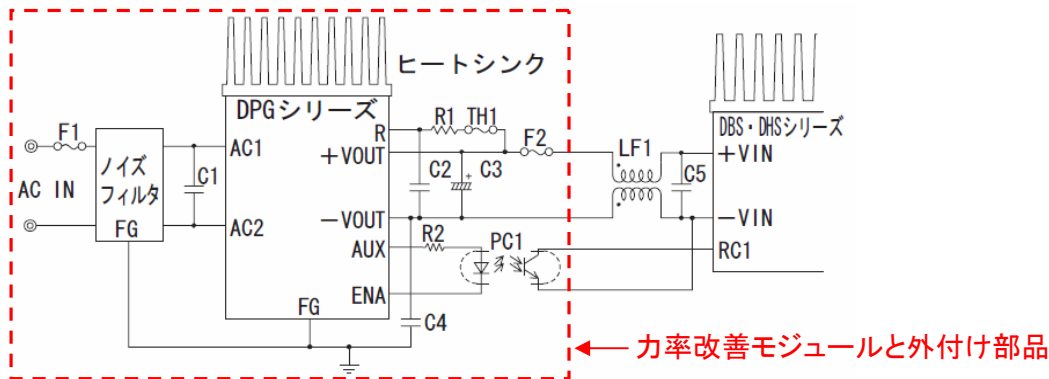 ヒートシンク
DPGシリーズ
F1
AC IN
ノイズ
フィルタ
FG
C1
AC1
AC2
R
+VOUT
−VOUT
AUX
ENA
FG
R1
TH1
C2
C3
F2
R2
PC1
C4
LF1
C5
DBS・DHSシリーズ
+VIN
−VIN
RC1
力率改善モジュールと外付け部品